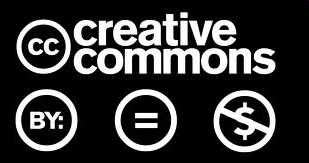 cc creative
commons
BY: = $